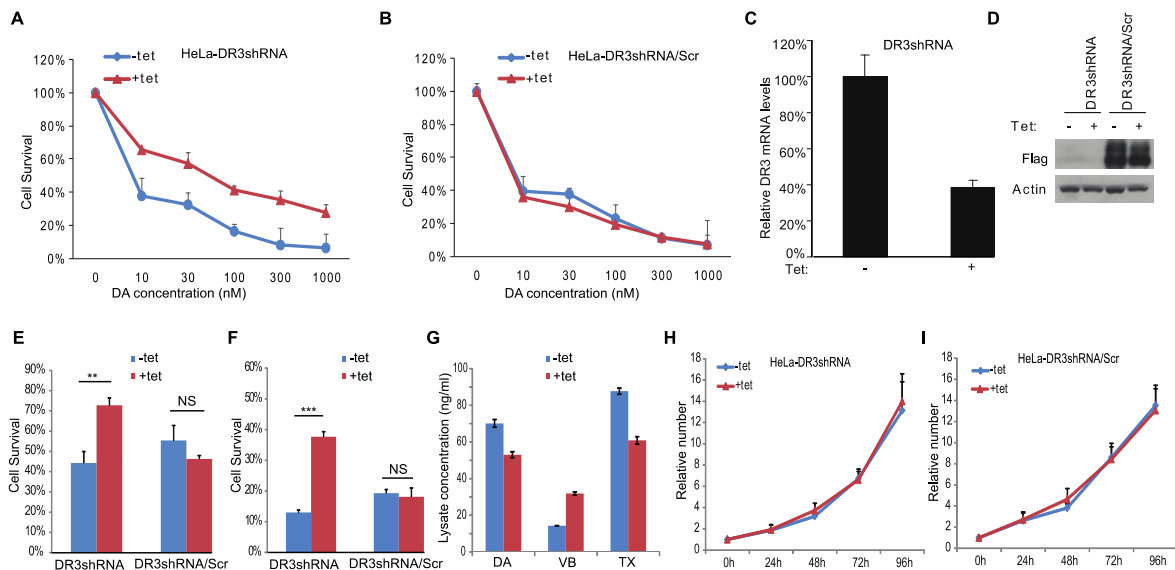 A
HeLa-DR3shRNA
-tet
+tet
120%
100%
80%
60%
40%
20%
0%
Cell Survival
0 10 30 100 300 1000
DA concentration (nM)
B
HeLa-DR3shRNA/Scr
-tet
+tet
120%
100%
80%
60%
40%
20%
0%
Cell Survival
0 10 30 100 300 1000
DA concentration (nM)
C
DR3shRNA
120%
100%
80%
60%
40%
20%
0%
Relative DR3 mRNA levels
Tet: - +
D
DR3shRNA
DR3shRNA/Scr
Tet: - + - +
Flag
Actin
E
-tet
+tet
90%
80%
70%
60%
50%
40%
30%
20%
10%
0%
Cell Survival
**
NS
DR3shRNA DR3shRNA/Scr
F
-tet
+tet
60%
50%
40%
30%
20%
10%
0%
Cell Survival
***
NS
DR3shRNA DR3shRNA/Scr
G
-tet
+tet
100
80
60
40
20
0
Lysate concentration (ng/ml)
DA VB TX
H
HeLa-DR3shRNA
-tet
+tet
18
16
14
12
10
8
6
4
2
0
Relative number
0h 24h 48h 72h 96h
I
HeLa-DR3shRNA/Scr
-tet
+tet
18
16
14
12
10
8
6
4
2
0
Relative number
0h 24h 48h 72h 96h